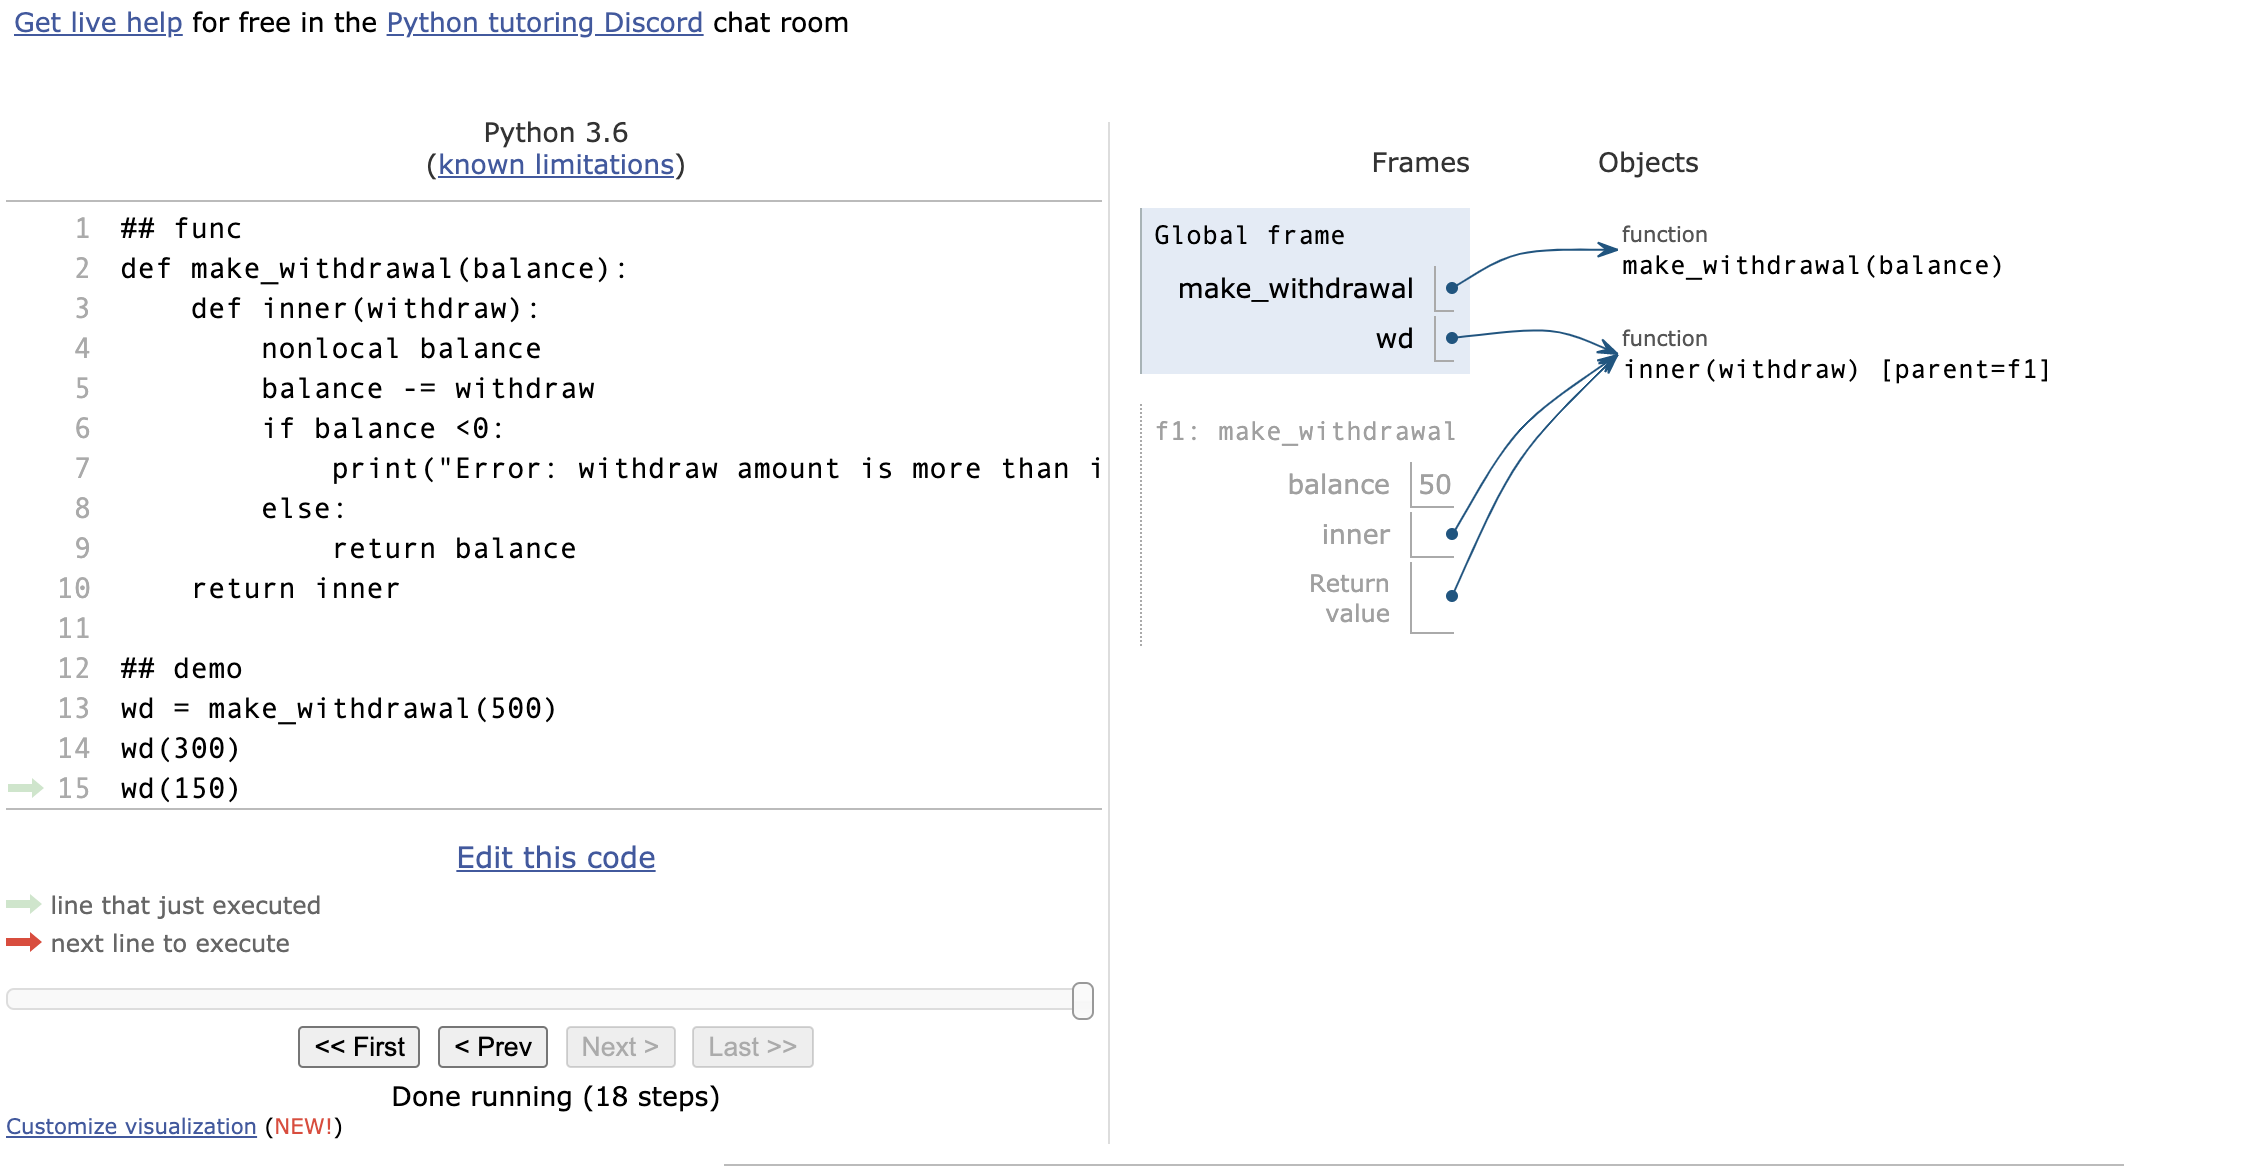 Get live help for free in the Python tutoring Discord chat room
Python 3.6
(known limitations)
1 ## func
2 def make_withdrawal(balance):
3     def inner(withdraw):
4         nonlocal balance
5         balance -= withdraw
6         if balance <0:
7             print("Error: withdraw amount is more than i
8         else:
9             return balance
10     return inner
11
12 ## demo
13 wd = make_withdrawal(500)
14 wd(300)
15 wd(150)
Edit this code
line that just executed
next line to execute
<< First < Prev Next > Last >>
Done running (18 steps)
Customize visualization (NEW!)
Frames Objects
Global frame
make_withdrawal
wd
function
make_withdrawal(balance)
function
inner(withdraw) [parent=f1]
f1: make_withdrawal
balance 50
inner
Return
value